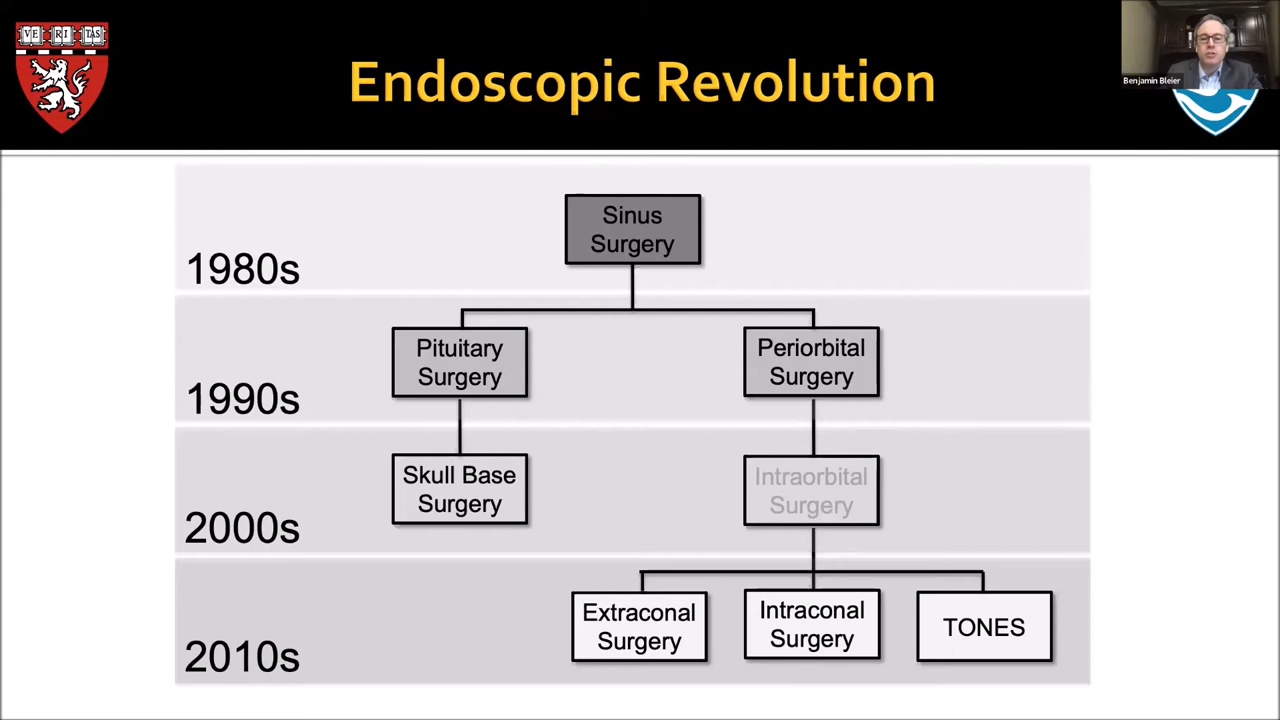 VE RI TAS
Endoscopic Revolution
Benjamin Bleier
Sinus
Surgery
1980s
Pituitary
Surgery
Periorbital
Surgery
1990s
Skull Base
Surgery
Intraorbital
Surgery
2000s
Extraconal
Surgery
Intraconal
Surgery
TONES
2010s